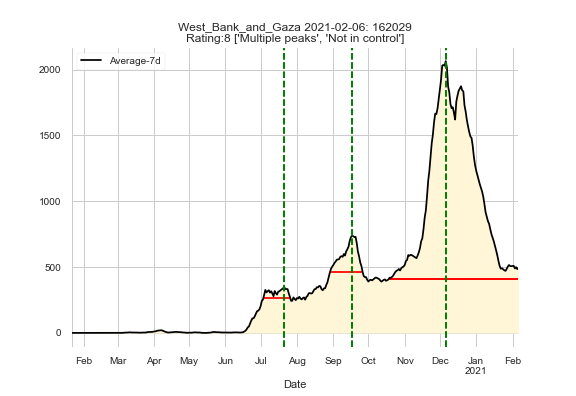 West_Bank_and_Gaza 2021-02-06: 162029
Rating:8 ['Multiple peaks', 'Not in control']
Average-7d
2000
1500
1000
500
0
Feb Mar Apr May Jun Jul Aug Sep Oct Nov Dec Jan Feb
2021
Date